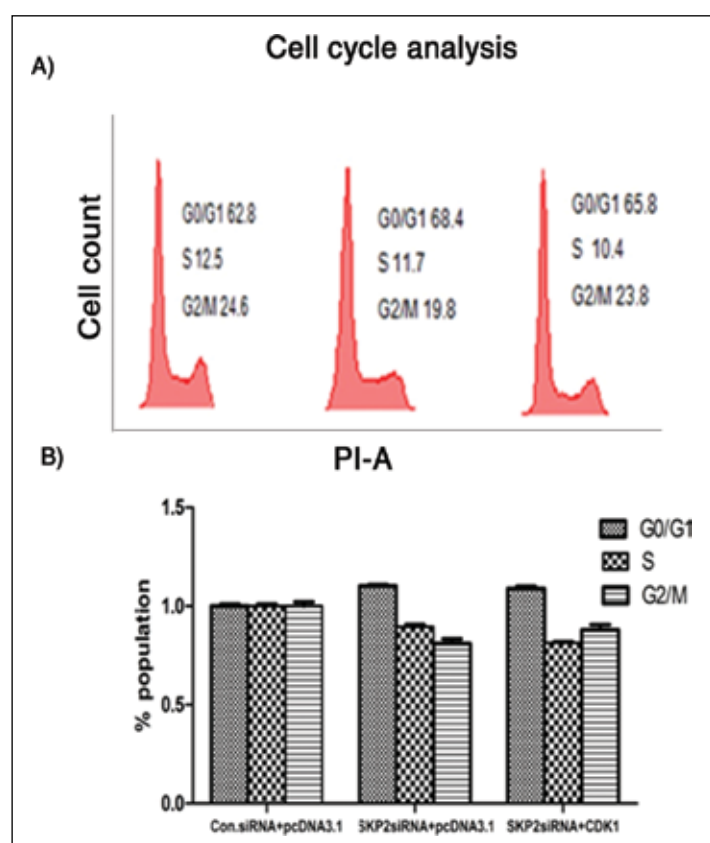 Cell cycle analysis
A)
Cell count
G0/G1 62.8
S 12.5
G2/M 24.6
G0/G1 68.4
S 11.7
G2/M 19.8
G0/G1 65.8
S 10.4
G2/M 23.8
PI-A
B)
% population
1.5
1.0
0.5
0.0
G0/G1
S
G2/M
Con.siRNA+pcDNA3.1
SKP2siRNA+pcDNA3.1
SKP2siRNA+CDK1